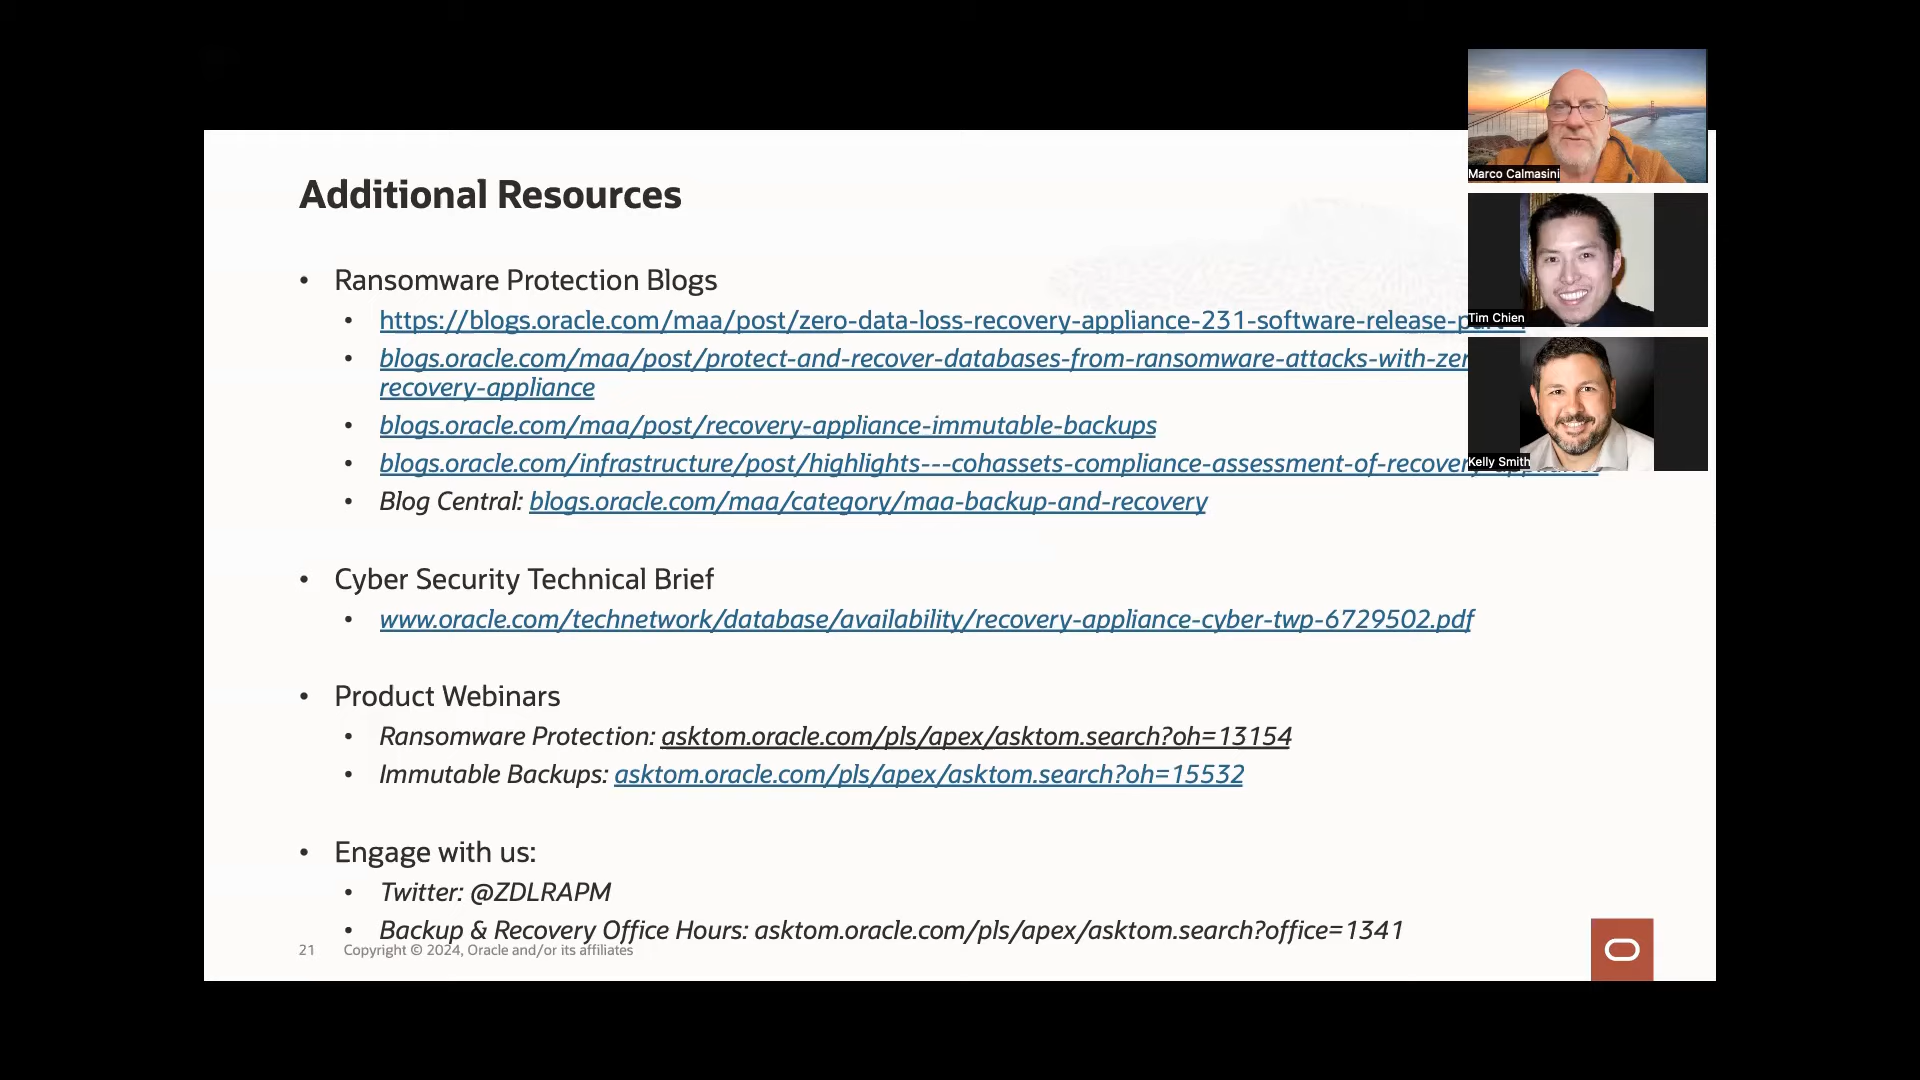 Additional Resources
• Ransomware Protection Blogs
• https://blogs.oracle.com/maa/post/zero-data-loss-recovery-appliance-231-software-release-p
• blogs.oracle.com/maa/post/protect-and-recover-databases-from-ransomware-attacks-with-zer
recovery-appliance
• blogs.oracle.com/maa/post/recovery-appliance-immutable-backups
• blogs.oracle.com/infrastructure/post/highlights---cohassets-compliance-assessment-of-recover
• Blog Central: blogs.oracle.com/maa/category/maa-backup-and-recovery
• Cyber Security Technical Brief
• www.oracle.com/technetwork/database/availability/recovery-appliance-cyber-twp-6729502.pdf
• Product Webinars
• Ransomware Protection: asktom.oracle.com/pls/apex/asktom.search?oh=13154
• Immutable Backups: asktom.oracle.com/pls/apex/asktom.search?oh=15532
• Engage with us:
• Twitter: @ZDLRAPM
• Backup & Recovery Office Hours: asktom.oracle.com/pls/apex/asktom.search?office=1341
21 Copyright © 2024, Oracle and/or its affiliates
Marco Calmasini
Tim Chien
Kelly Smith